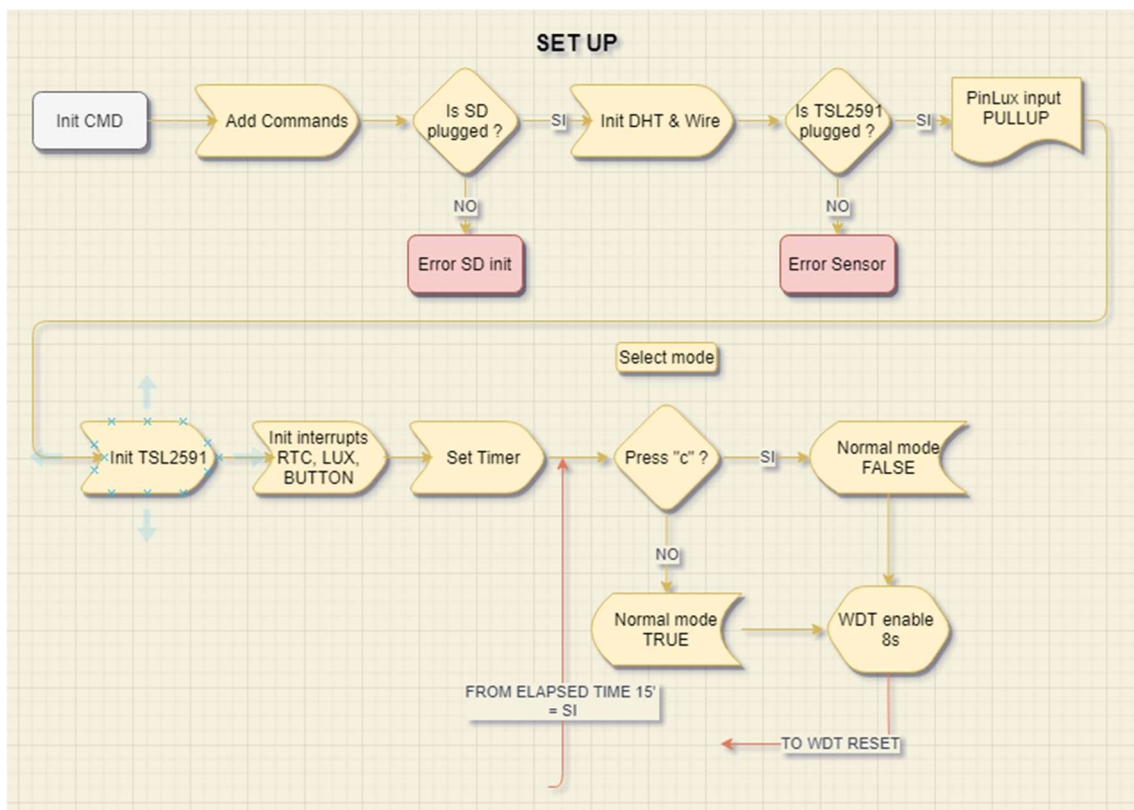 SET UP
Init CMD
Add Commands
Is SD
plugged ?
SI
Init DHT & Wire
Is TSL2591
plugged ?
SI
PinLux input
PULLUP
NO
NO
Error SD init
Error Sensor
Select mode
Init TSL2591
Init interrupts
RTC, LUX,
BUTTON
Set Timer
Press "c" ?
SI
Normal mode
FALSE
NO
Normal mode
TRUE
WDT enable
8s
FROM ELAPSED TIME 15'
= SI
TO WDT RESET